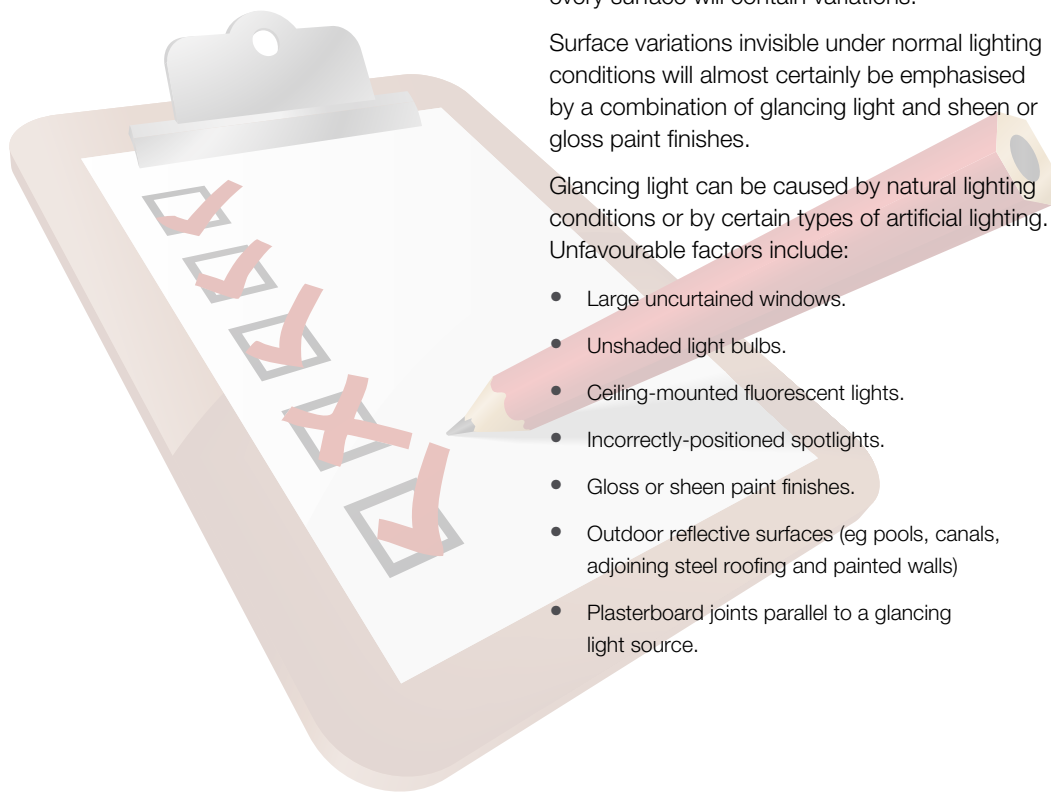 every surface will contain variations.
Surface variations invisible under normal lighting
conditions will almost certainly be emphasised
by a combination of glancing light and sheen or
gloss paint finishes.
Glancing light can be caused by natural lighting
conditions or by certain types of artificial lighting.
Unfavourable factors include:
• Large uncurtained windows.
• Unshaded light bulbs.
• Ceiling-mounted fluorescent lights.
• Incorrectly-positioned spotlights.
• Gloss or sheen paint finishes.
• Outdoor reflective surfaces (eg pools, canals,
adjoining steel roofing and painted walls)
• Plasterboard joints parallel to a glancing
light source.